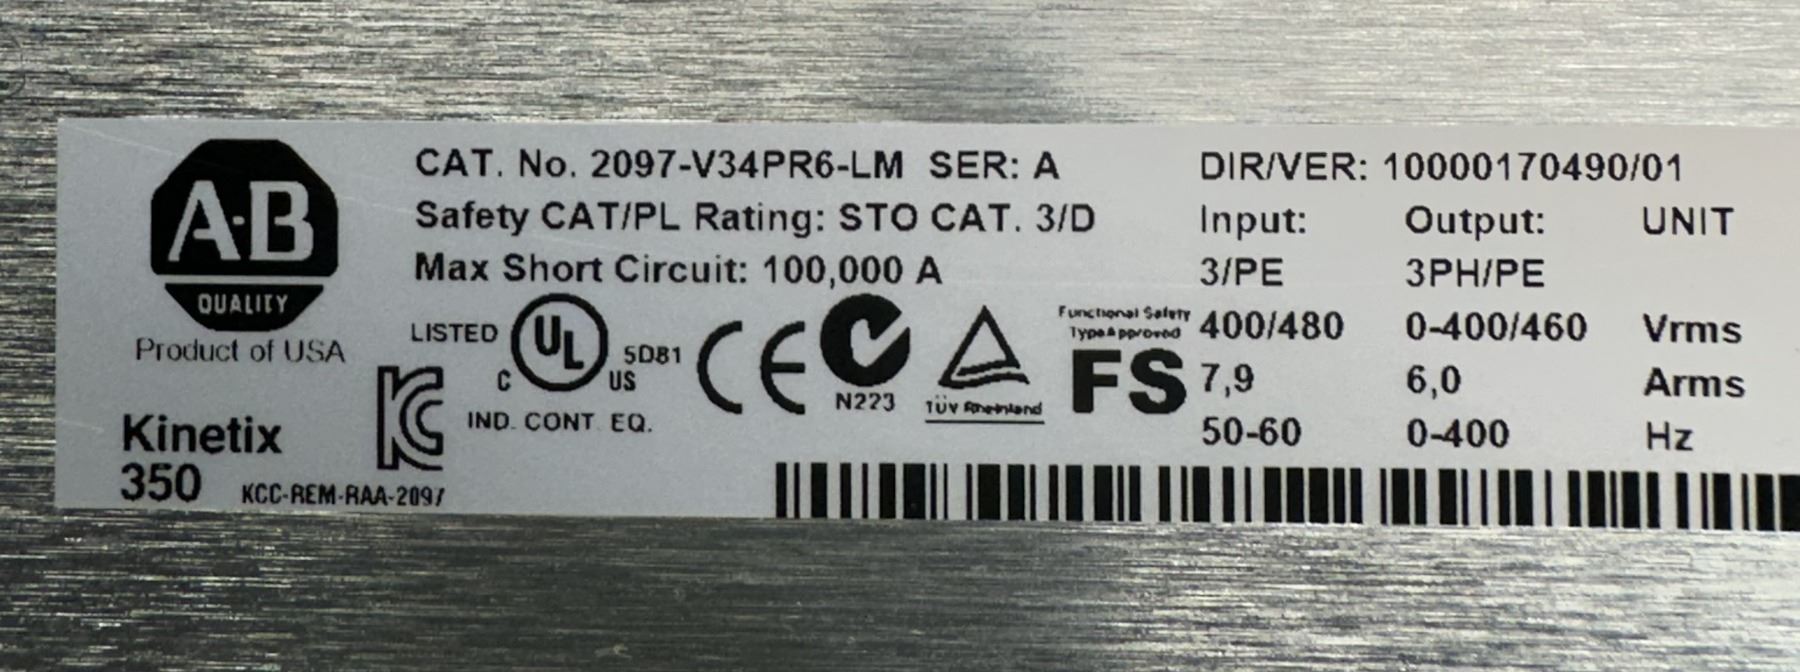 A·B
QUALITY
Product of USA
Kinetix
350
KCC-REM-RAA-2097
CAT. No. 2097-V34PR6-LM SER: A
Safety CAT/PL Rating: STO CAT. 3/D
Max Short Circuit: 100,000 A
LISTED
C UL US
5D81
IND. CONT. EQ.
CE
N223
TÜV Rheinland
Functional Safety
Type Approved
FS
DIR/VER: 10000170490/01
Input: Output: UNIT
3/PE 3PH/PE
400/480 0-400/460 Vrms
7,9 6,0 Arms
50-60 0-400 Hz